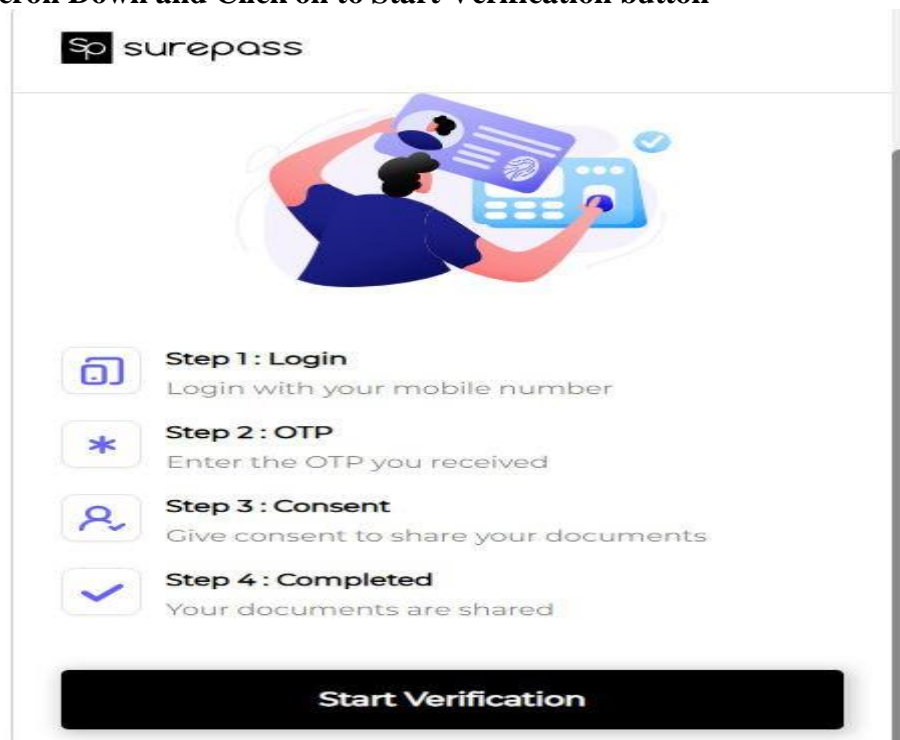 Down and Click on to Start Verification button
sp surepass
Step 1 : Login
Login with your mobile number
Step 2 : OTP
Enter the OTP you received
Step 3 : Consent
Give consent to share your documents
Step 4 : Completed
Your documents are shared
Start Verification